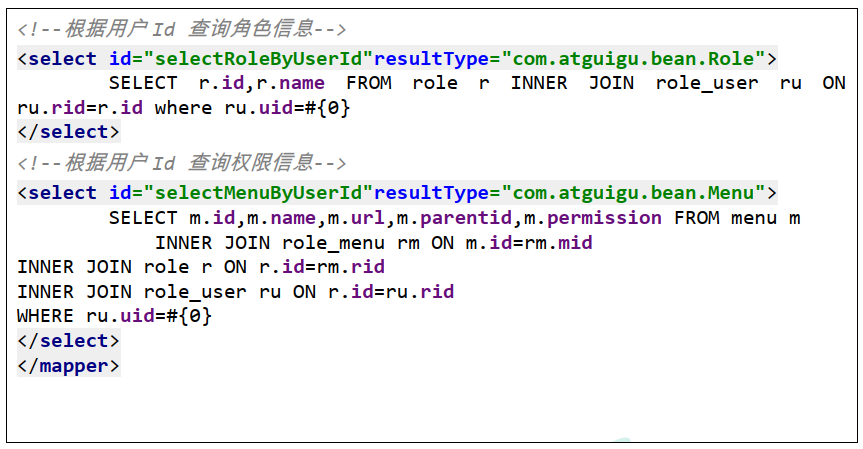 <!--根据用户 Id 查询角色信息-->
<select id="selectRoleByUserId"resultType="com.atguigu.bean.Role">
SELECT r.id,r.name FROM role r INNER JOIN role_user ru ON
ru.rid=r.id where ru.uid=#{0}
</select>
<!--根据用户 Id 查询权限信息-->
<select id="selectMenuByUserId"resultType="com.atguigu.bean.Menu">
SELECT m.id,m.name,m.url,m.parentid,m.permission FROM menu m
INNER JOIN role_menu rm ON m.id=rm.mid
INNER JOIN role r ON r.id=rm.rid
INNER JOIN role_user ru ON r.id=ru.rid
WHERE ru.uid=#{0}
</select>
</mapper>